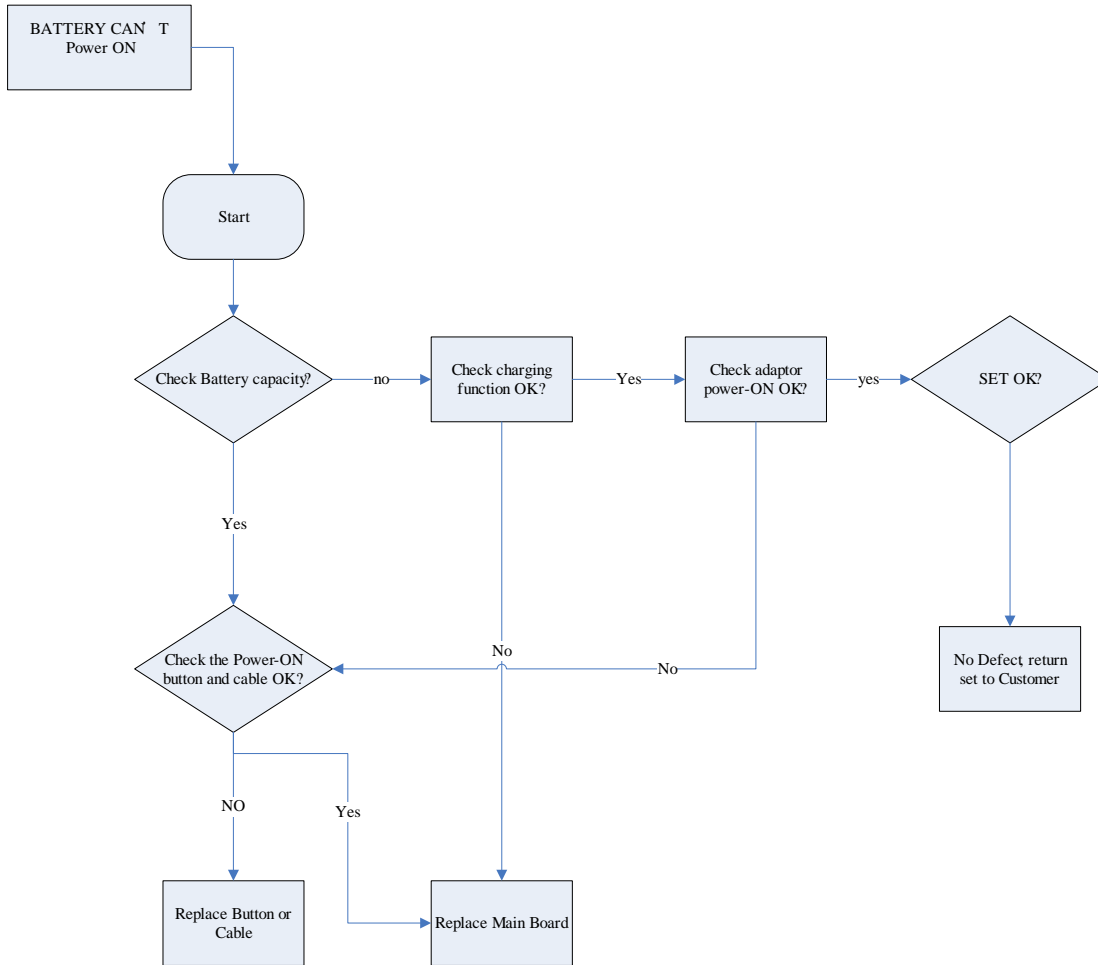 BATTERY CAN'T
Power ON
Start
Check Battery capacity?
no
Check charging
function OK?
Yes
Check adaptor
power-ON OK?
yes
SET OK?
Yes
Check the Power-ON
button and cable OK?
No
No
No Defect, return
set to Customer
NO
Yes
Replace Button or
Cable
Replace Main Board